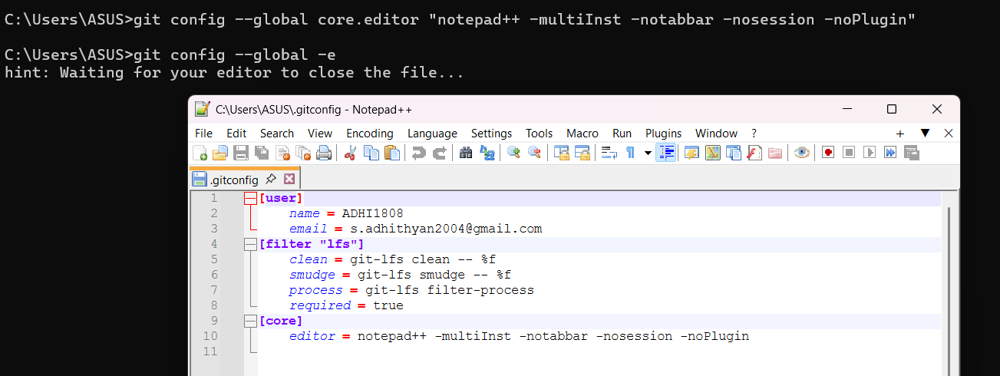 C:\Users\ASUS>git config --global core.editor "notepad++ -multiInst -notabbar -nosession -noPlugin"
C:\Users\ASUS>git config --global -e
hint: Waiting for your editor to close the file...
C:\Users\ASUS\.gitconfig - Notepad++
File Edit Search View Encoding Language Settings Tools Macro Run Plugins Window ?
.gitconfig
1 [user]
2 name = ADHI1808
3 email = s.adhithyan2004@gmail.com
4 [filter "lfs"]
5 clean = git-lfs clean -- %f
6 smudge = git-lfs smudge -- %f
7 process = git-lfs filter-process
8 required = true
9 [core]
10 editor = notepad++ -multiInst -notabbar -nosession -noPlugin
11